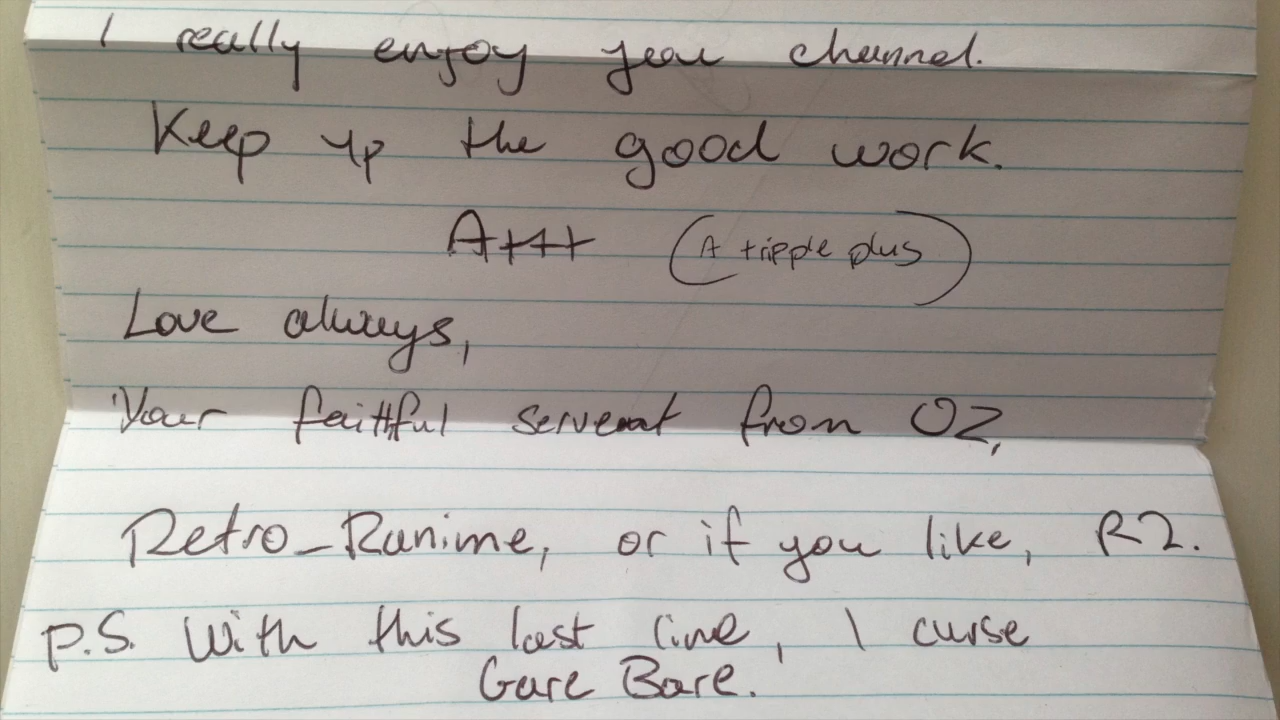 I really enjoy your channel.
Keep up the good work.
A+++ (A tripple plus)
Love always,
Your faithful servent from OZ,
Retro_Ranime, or if you like, R2.
P.S. With this last line, I curse
Gare Bare.